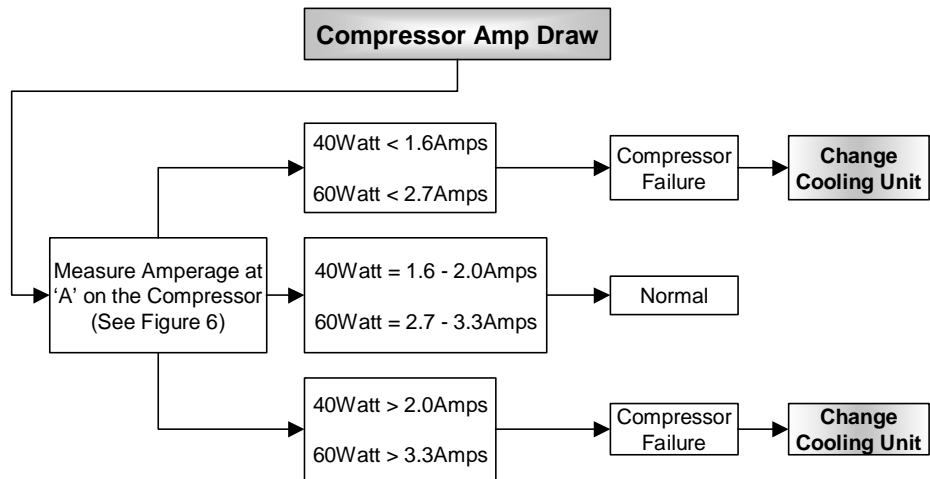 Compressor Amp Draw
40Watt < 1.6Amps
60Watt < 2.7Amps
Compressor
Failure
Change
Cooling Unit
Measure Amperage at
‘A’ on the Compressor
(See Figure 6)
40Watt = 1.6 - 2.0Amps
60Watt = 2.7 - 3.3Amps
Normal
40Watt > 2.0Amps
60Watt > 3.3Amps
Compressor
Failure
Change
Cooling Unit